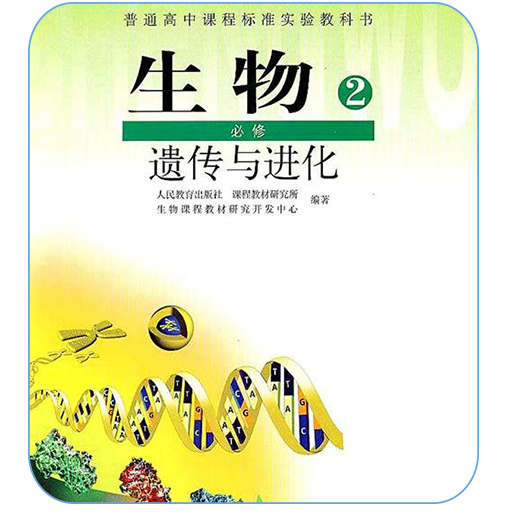 普通高中课程标准实验教科书
生物 2
必修
遗传与进化
人民教育出版社 课程教材研究所
生物课程教材研究开发中心 编著